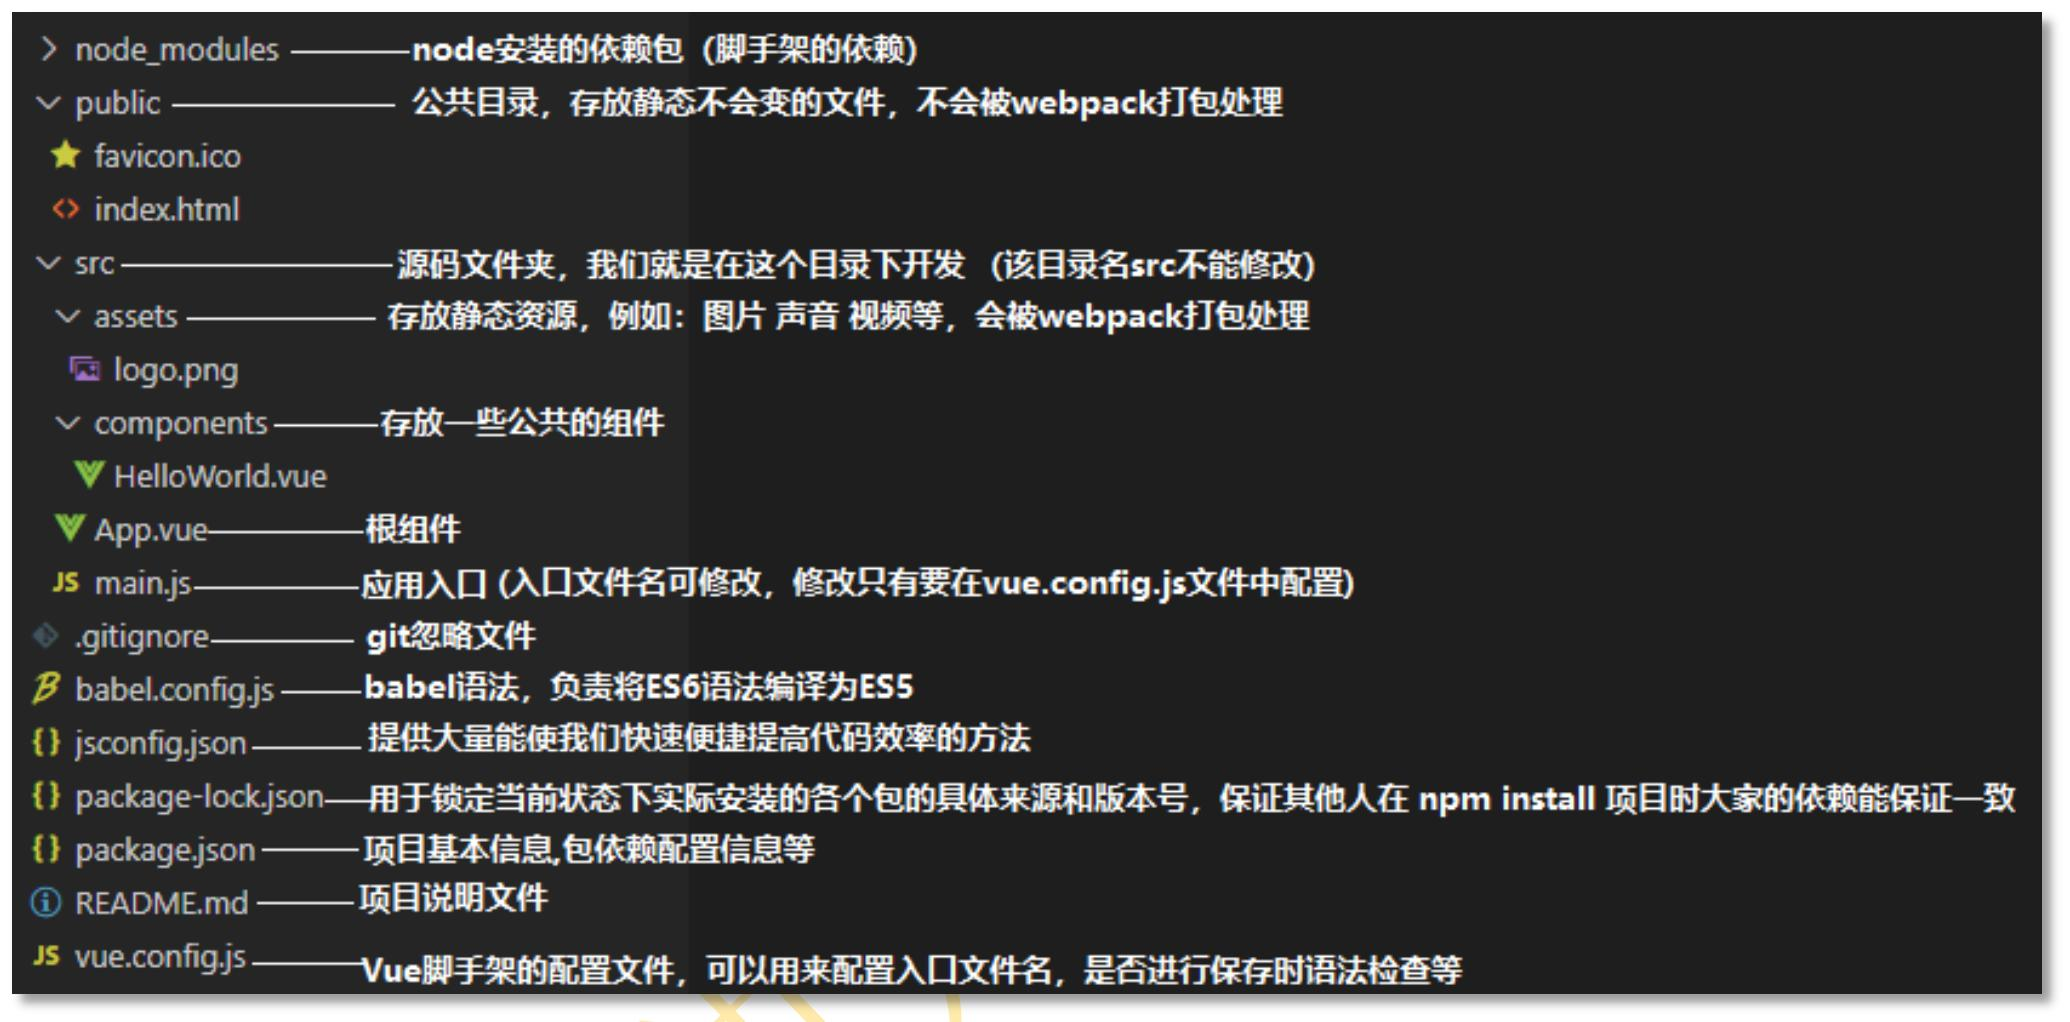 node_modules node安装的依赖包（脚手架的依赖）
public 公共目录，存放静态不会变的文件，不会被webpack打包处理
favicon.ico
index.html
src 源码文件夹，我们就是在这个目录下开发 （该目录名src不能修改）
assets 存放静态资源，例如：图片 声音 视频等，会被webpack打包处理
logo.png
components 存放一些公共的组件
HelloWorld.vue
App.vue 根组件
JS main.js 应用入口 (入口文件名可修改，修改只有要在vue.config.js文件中配置)
.gitignore git忽略文件
babel.config.js babel语法，负责将ES6语法编译为ES5
{} jsconfig.json 提供大量能使我们快速便捷提高代码效率的方法
{} package-lock.json 用于锁定当前状态下实际安装的各个包的具体来源和版本号，保证其他人在 npm install 项目时大家的依赖能保证一致
{} package.json 项目基本信息,包依赖配置信息等
README.md 项目说明文件
JS vue.config.js Vue脚手架的配置文件，可以用来配置入口文件名，是否进行保存时语法检查等